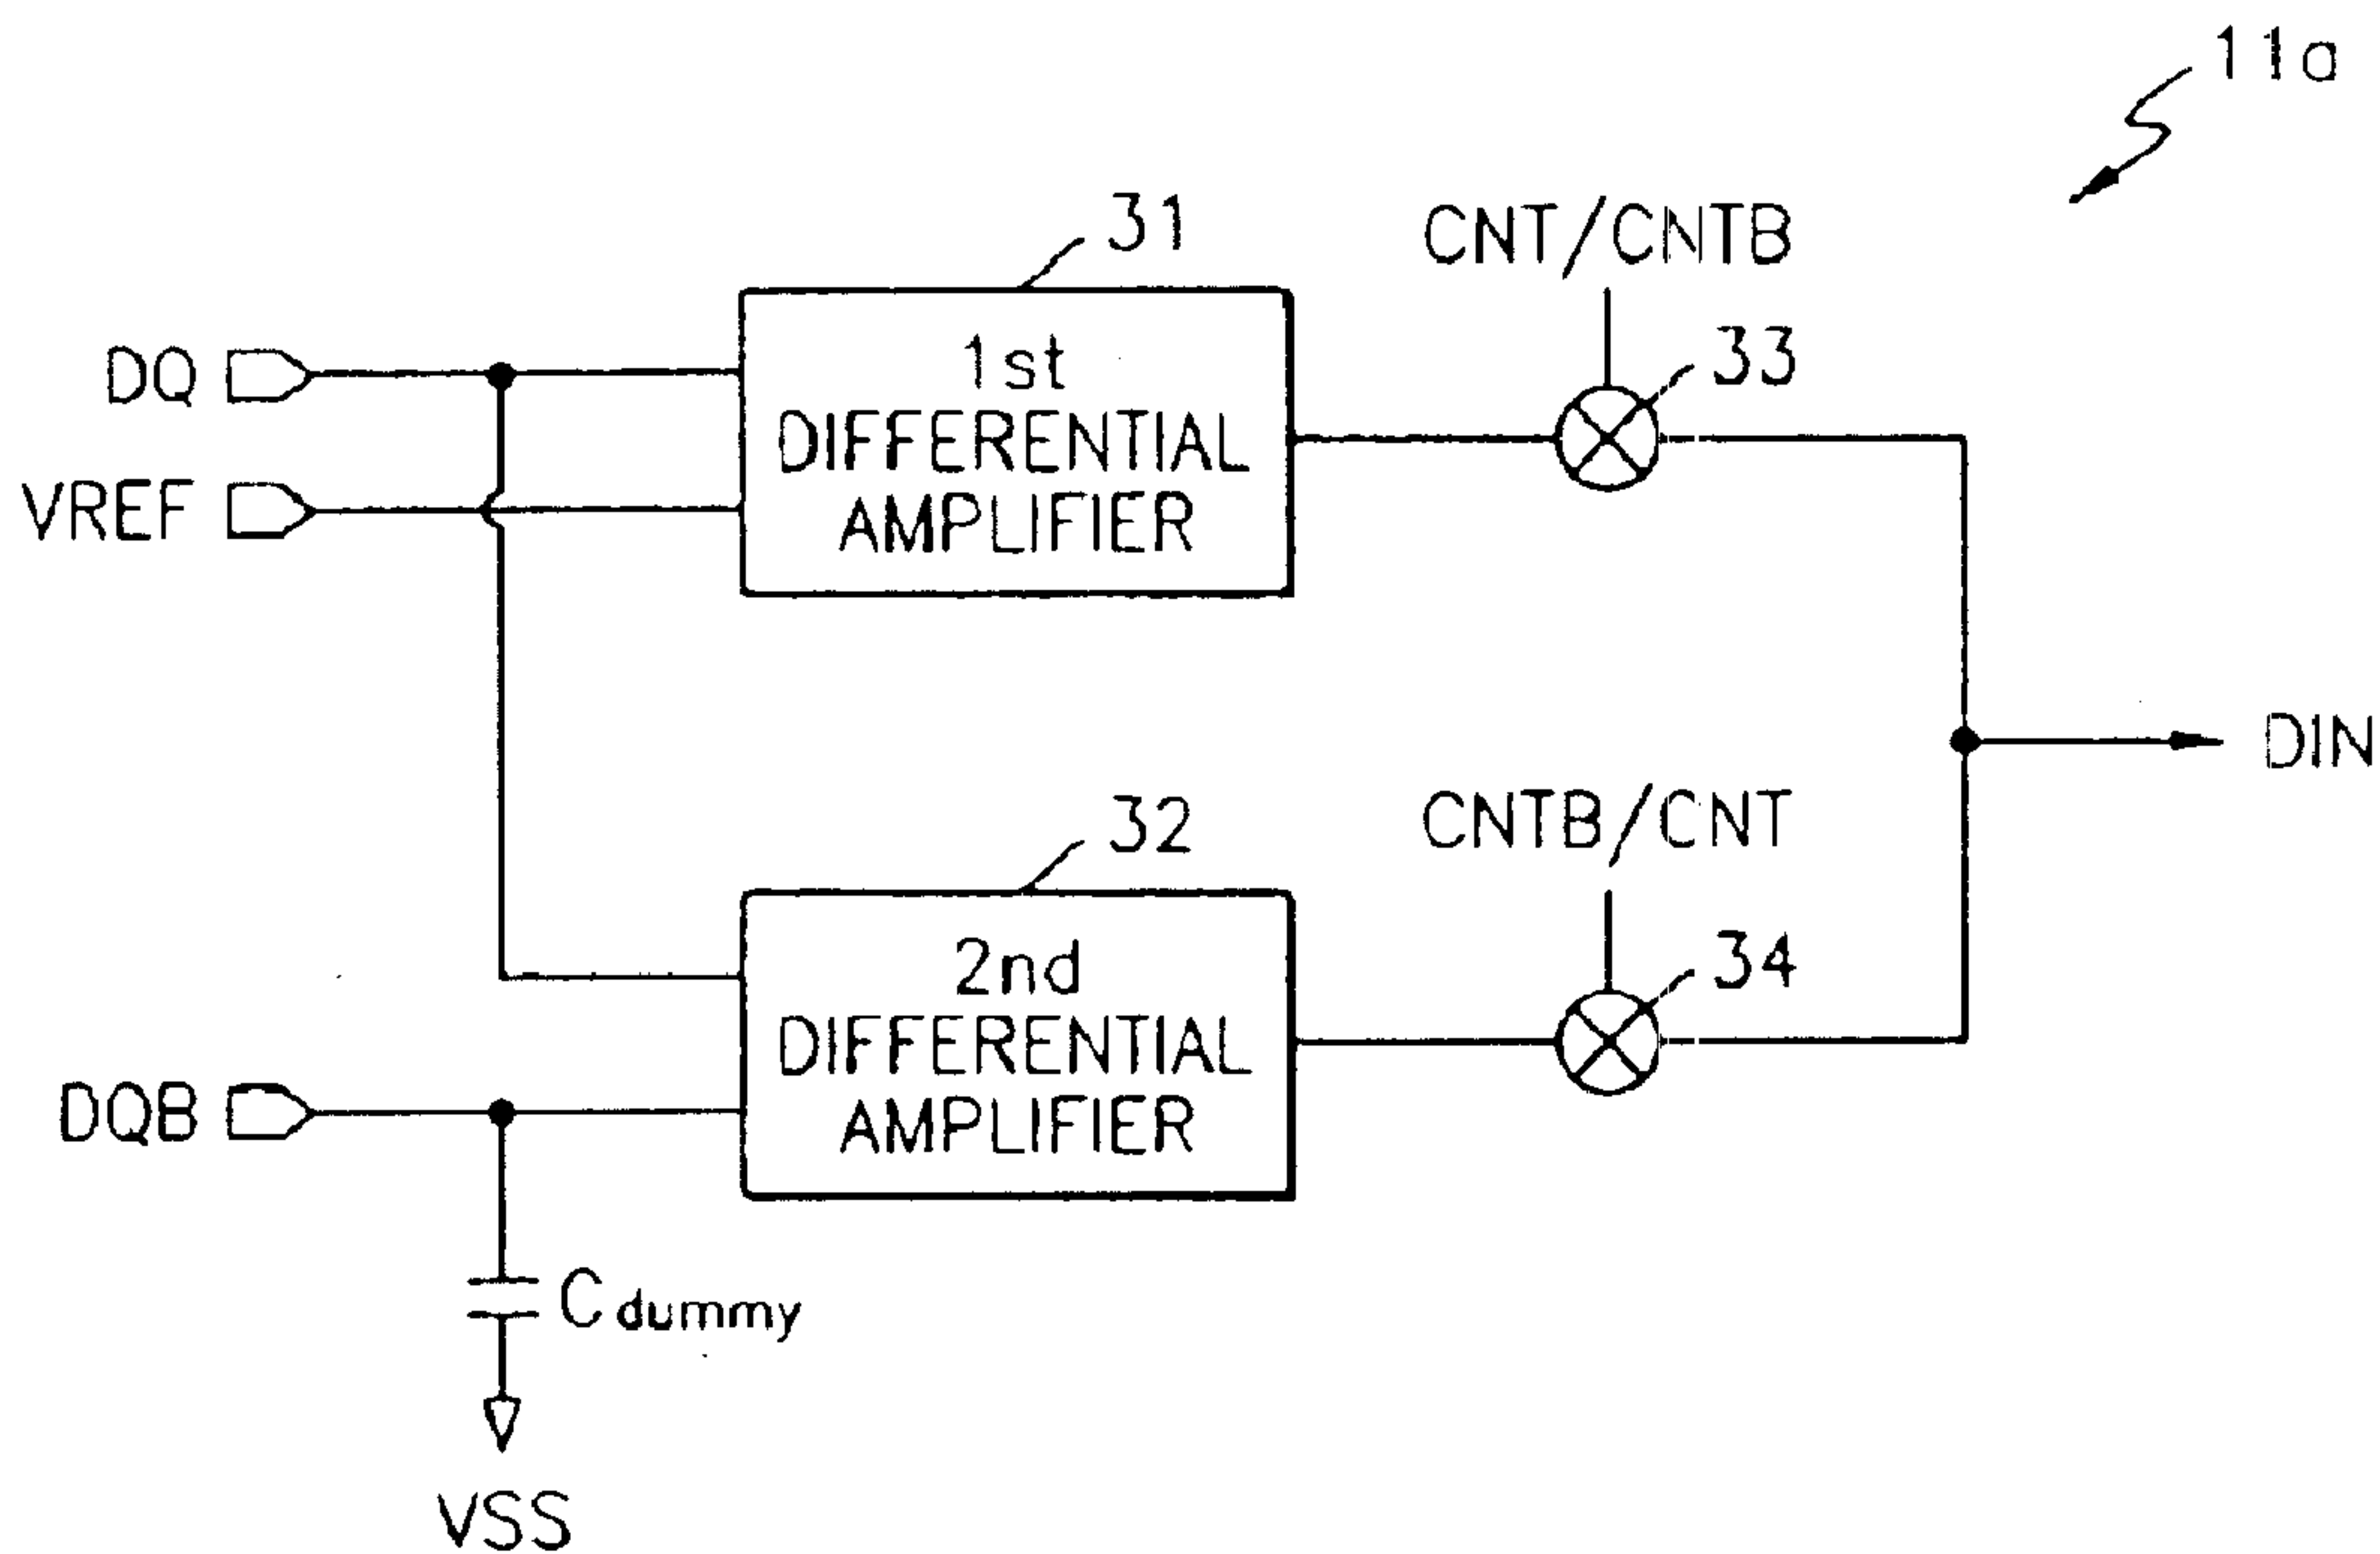 11a
31
CNT/CNTB
33
DQ
1st
DIFFERENTIAL
AMPLIFIER
VREF
DIN
32
CNTB/CNT
34
2nd
DIFFERENTIAL
AMPLIFIER
DQB
Cdummy
VSS